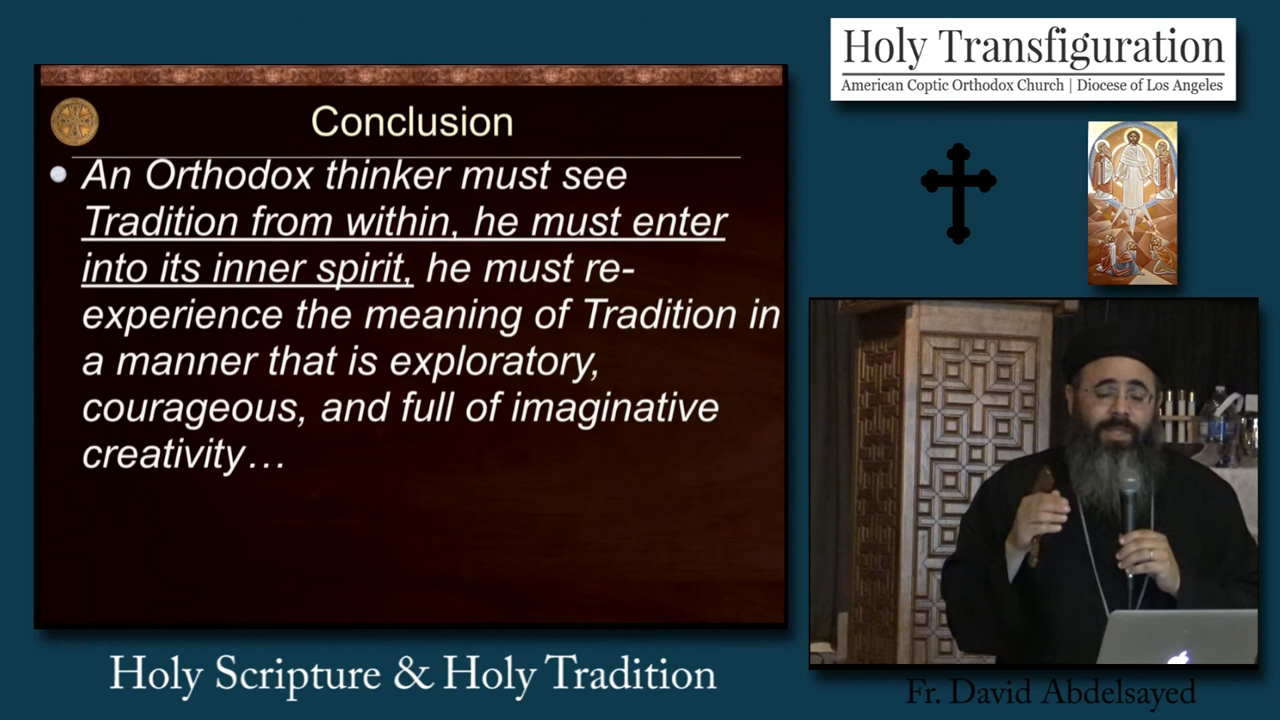 Holy Transfiguration
American Coptic Orthodox Church | Diocese of Los Angeles
Conclusion
An Orthodox thinker must see
Tradition from within, he must enter
into its inner spirit, he must re-
experience the meaning of Tradition in
a manner that is exploratory,
courageous, and full of imaginative
creativity…
Holy Scripture & Holy Tradition
Fr. David Abdelsayed